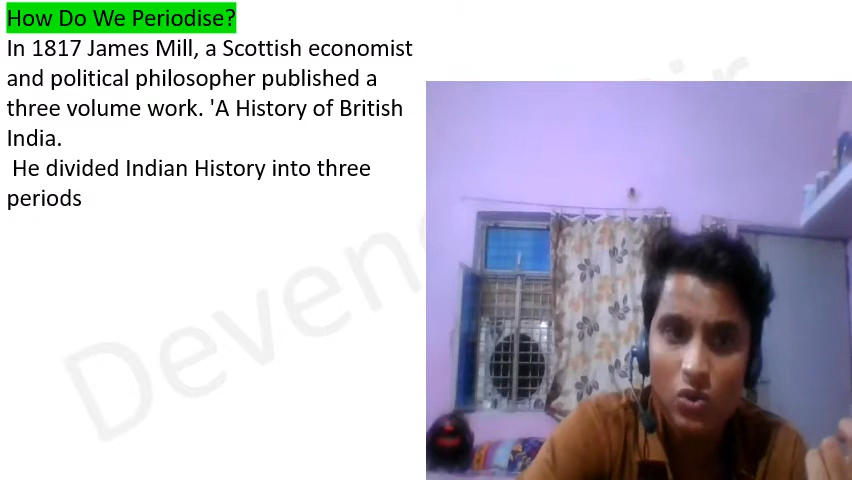 How Do We Periodise?
In 1817 James Mill, a Scottish economist
and political philosopher published a
three volume work. 'A History of British
India.
He divided Indian History into three
periods